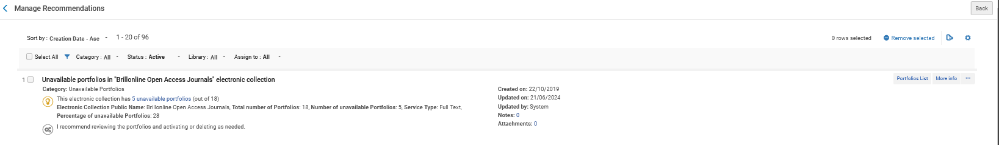 Manage Recommendations
Back
Sort by : Creation Date - Asc 1 - 20 of 96
0 rows selected Remove selected
Select All Category : All Status : Active Library : All Assign to : All
1 Unavailable portfolios in "Brillonline Open Access Journals" electronic collection
Portfolios List More info ...
Category: Unavailable Portfolios
This electronic collection has 5 unavailable portfolios (out of 18)
Electronic Collection Public Name: Brillonline Open Access Journals, Total number of Portfolios: 18, Number of unavailable Portfolios: 5, Service Type: Full Text,
Percentage of unavailable Portfolios: 28
I recommend reviewing the portfolios and activating or deleting as needed.
Created on: 22/10/2019
Updated on: 21/06/2024
Updated by: System
Notes: 0
Attachments: 0